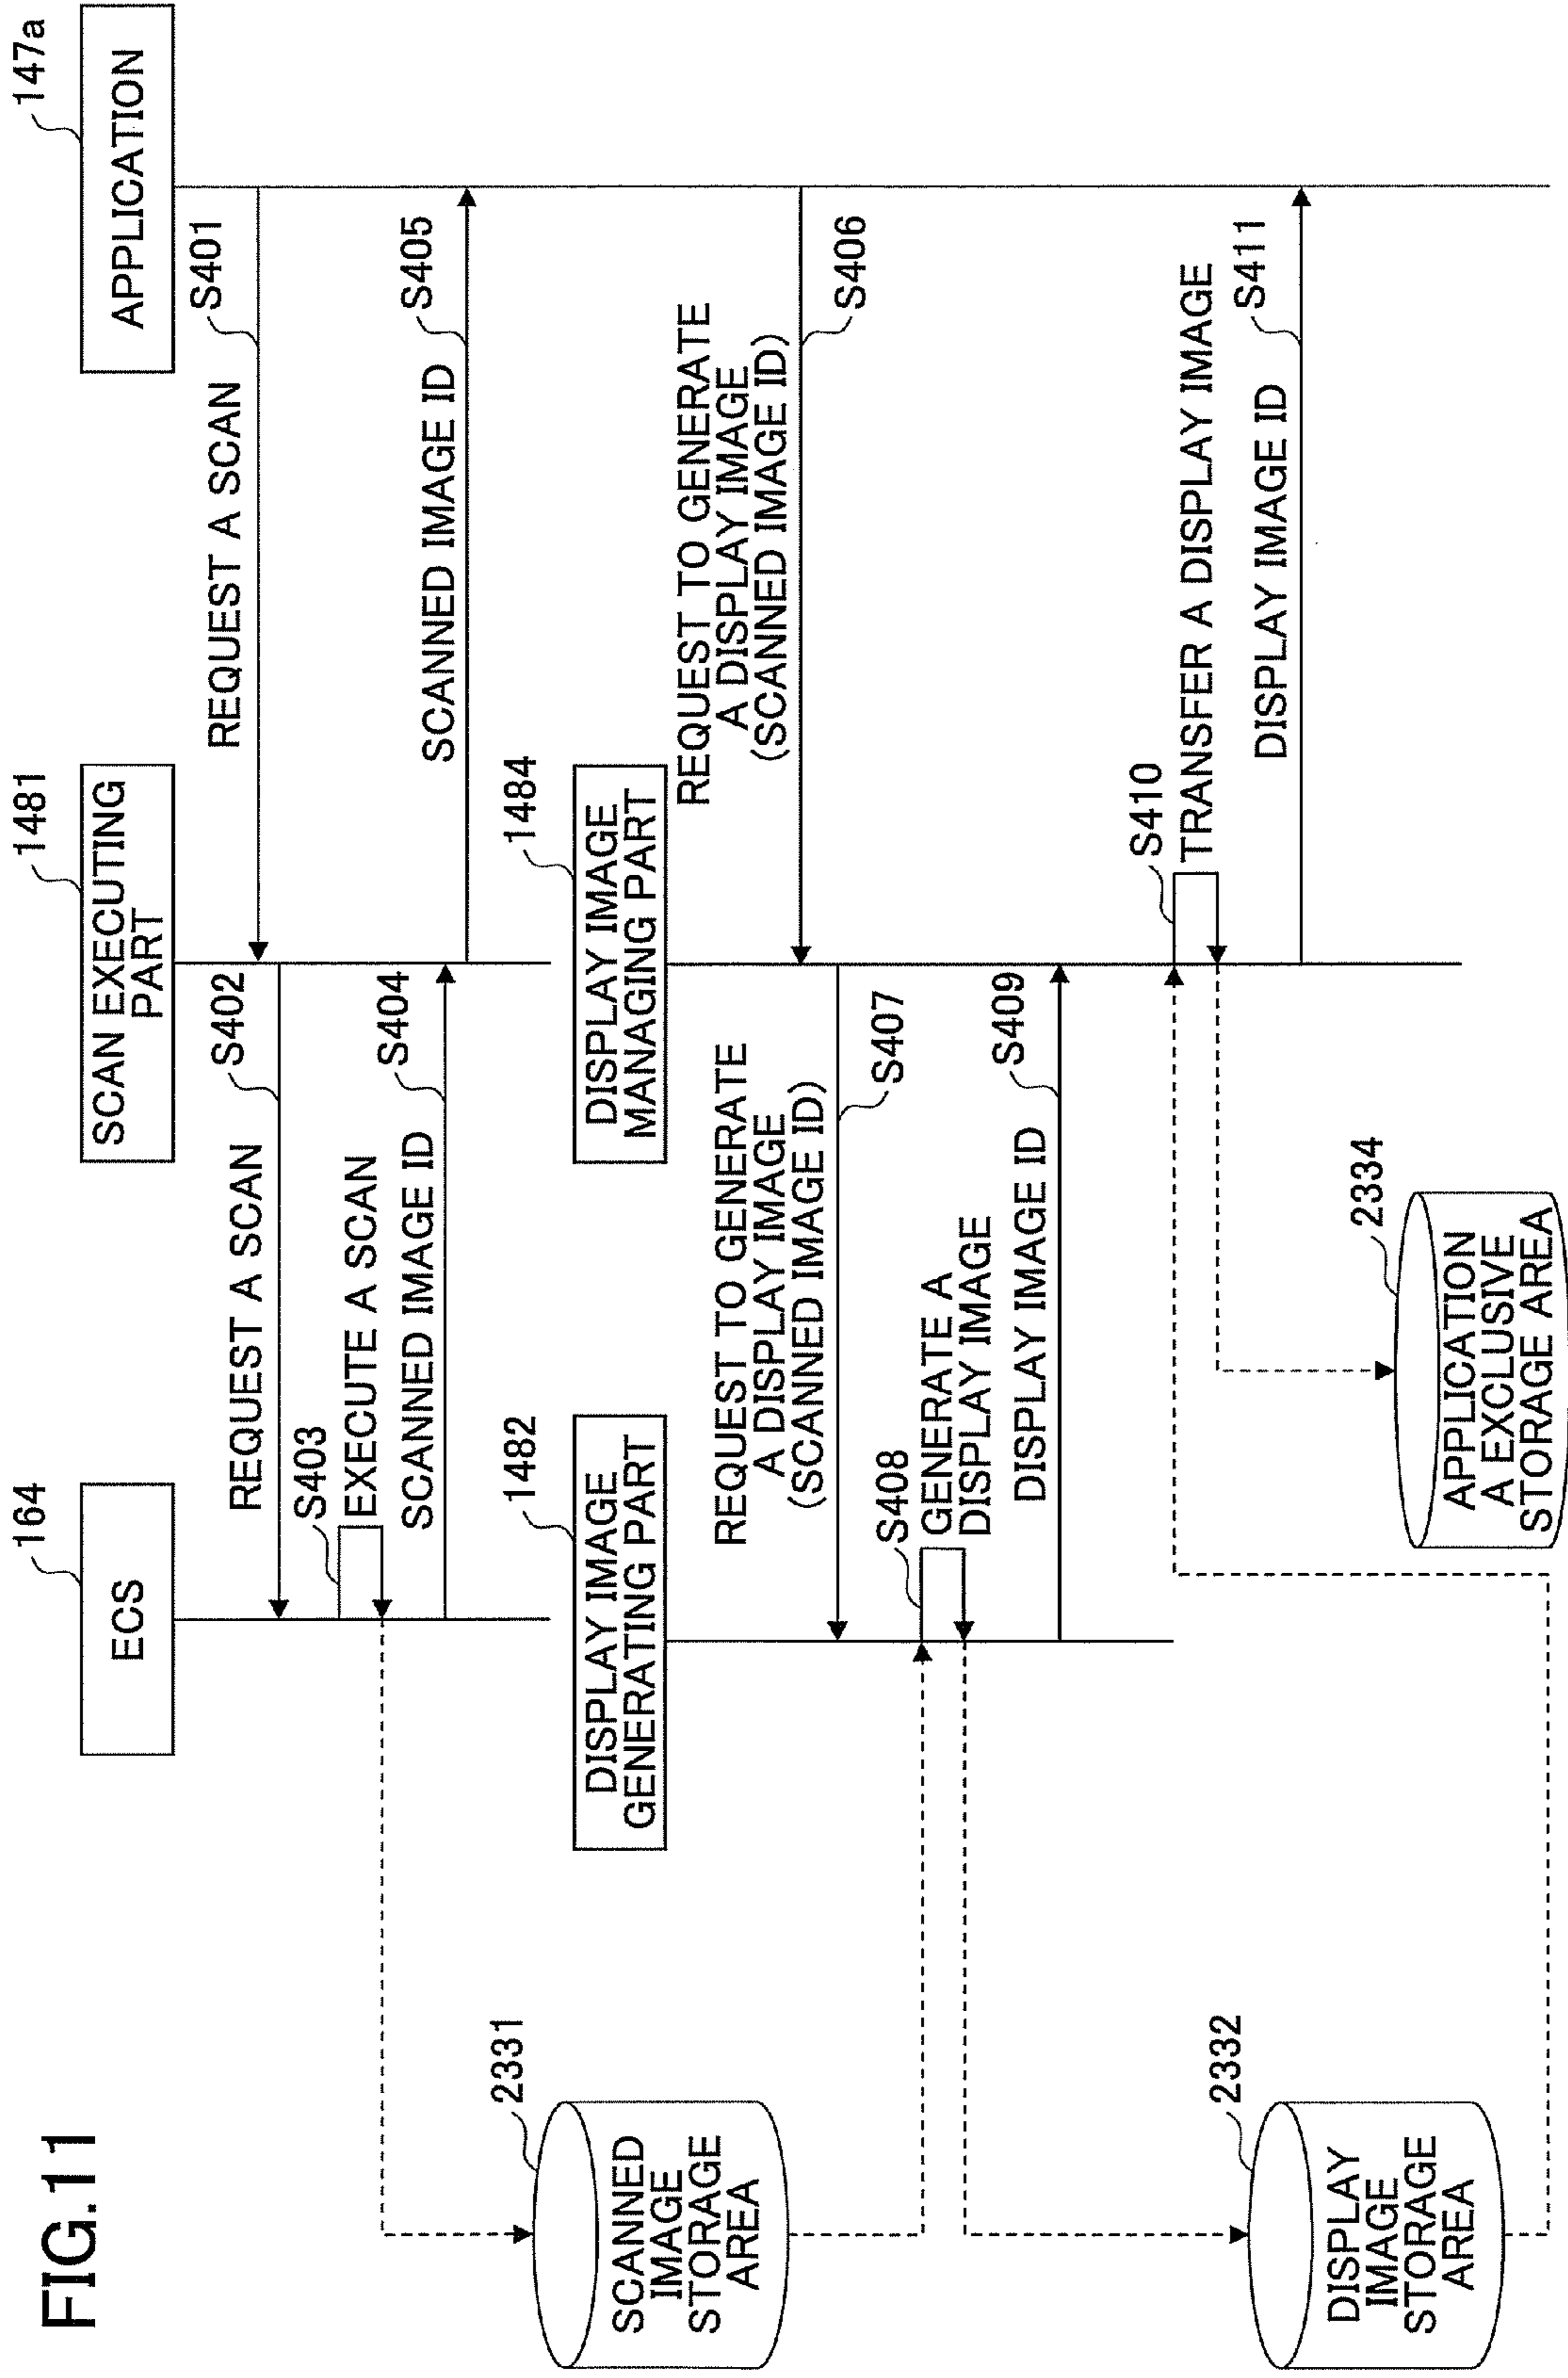 FIG.11
164
ECS
1481
SCAN EXECUTING
PART
147a
APPLICATION
S401
REQUEST A SCAN
S402
REQUEST A SCAN
S403
EXECUTE A SCAN
S404
SCANNED IMAGE ID
S405
SCANNED IMAGE ID
2331
SCANNED
IMAGE
STORAGE
AREA
1482
DISPLAY IMAGE
GENERATING PART
1484
DISPLAY IMAGE
MANAGING PART
REQUEST TO GENERATE
A DISPLAY IMAGE
(SCANNED IMAGE ID)
S406
REQUEST TO GENERATE
A DISPLAY IMAGE
(SCANNED IMAGE ID)
S407
S408
GENERATE A
DISPLAY IMAGE
S409
DISPLAY IMAGE ID
S410
TRANSFER A DISPLAY IMAGE
S411
DISPLAY IMAGE ID
2332
DISPLAY
IMAGE
STORAGE
AREA
2334
APPLICATION
A EXCLUSIVE
STORAGE AREA